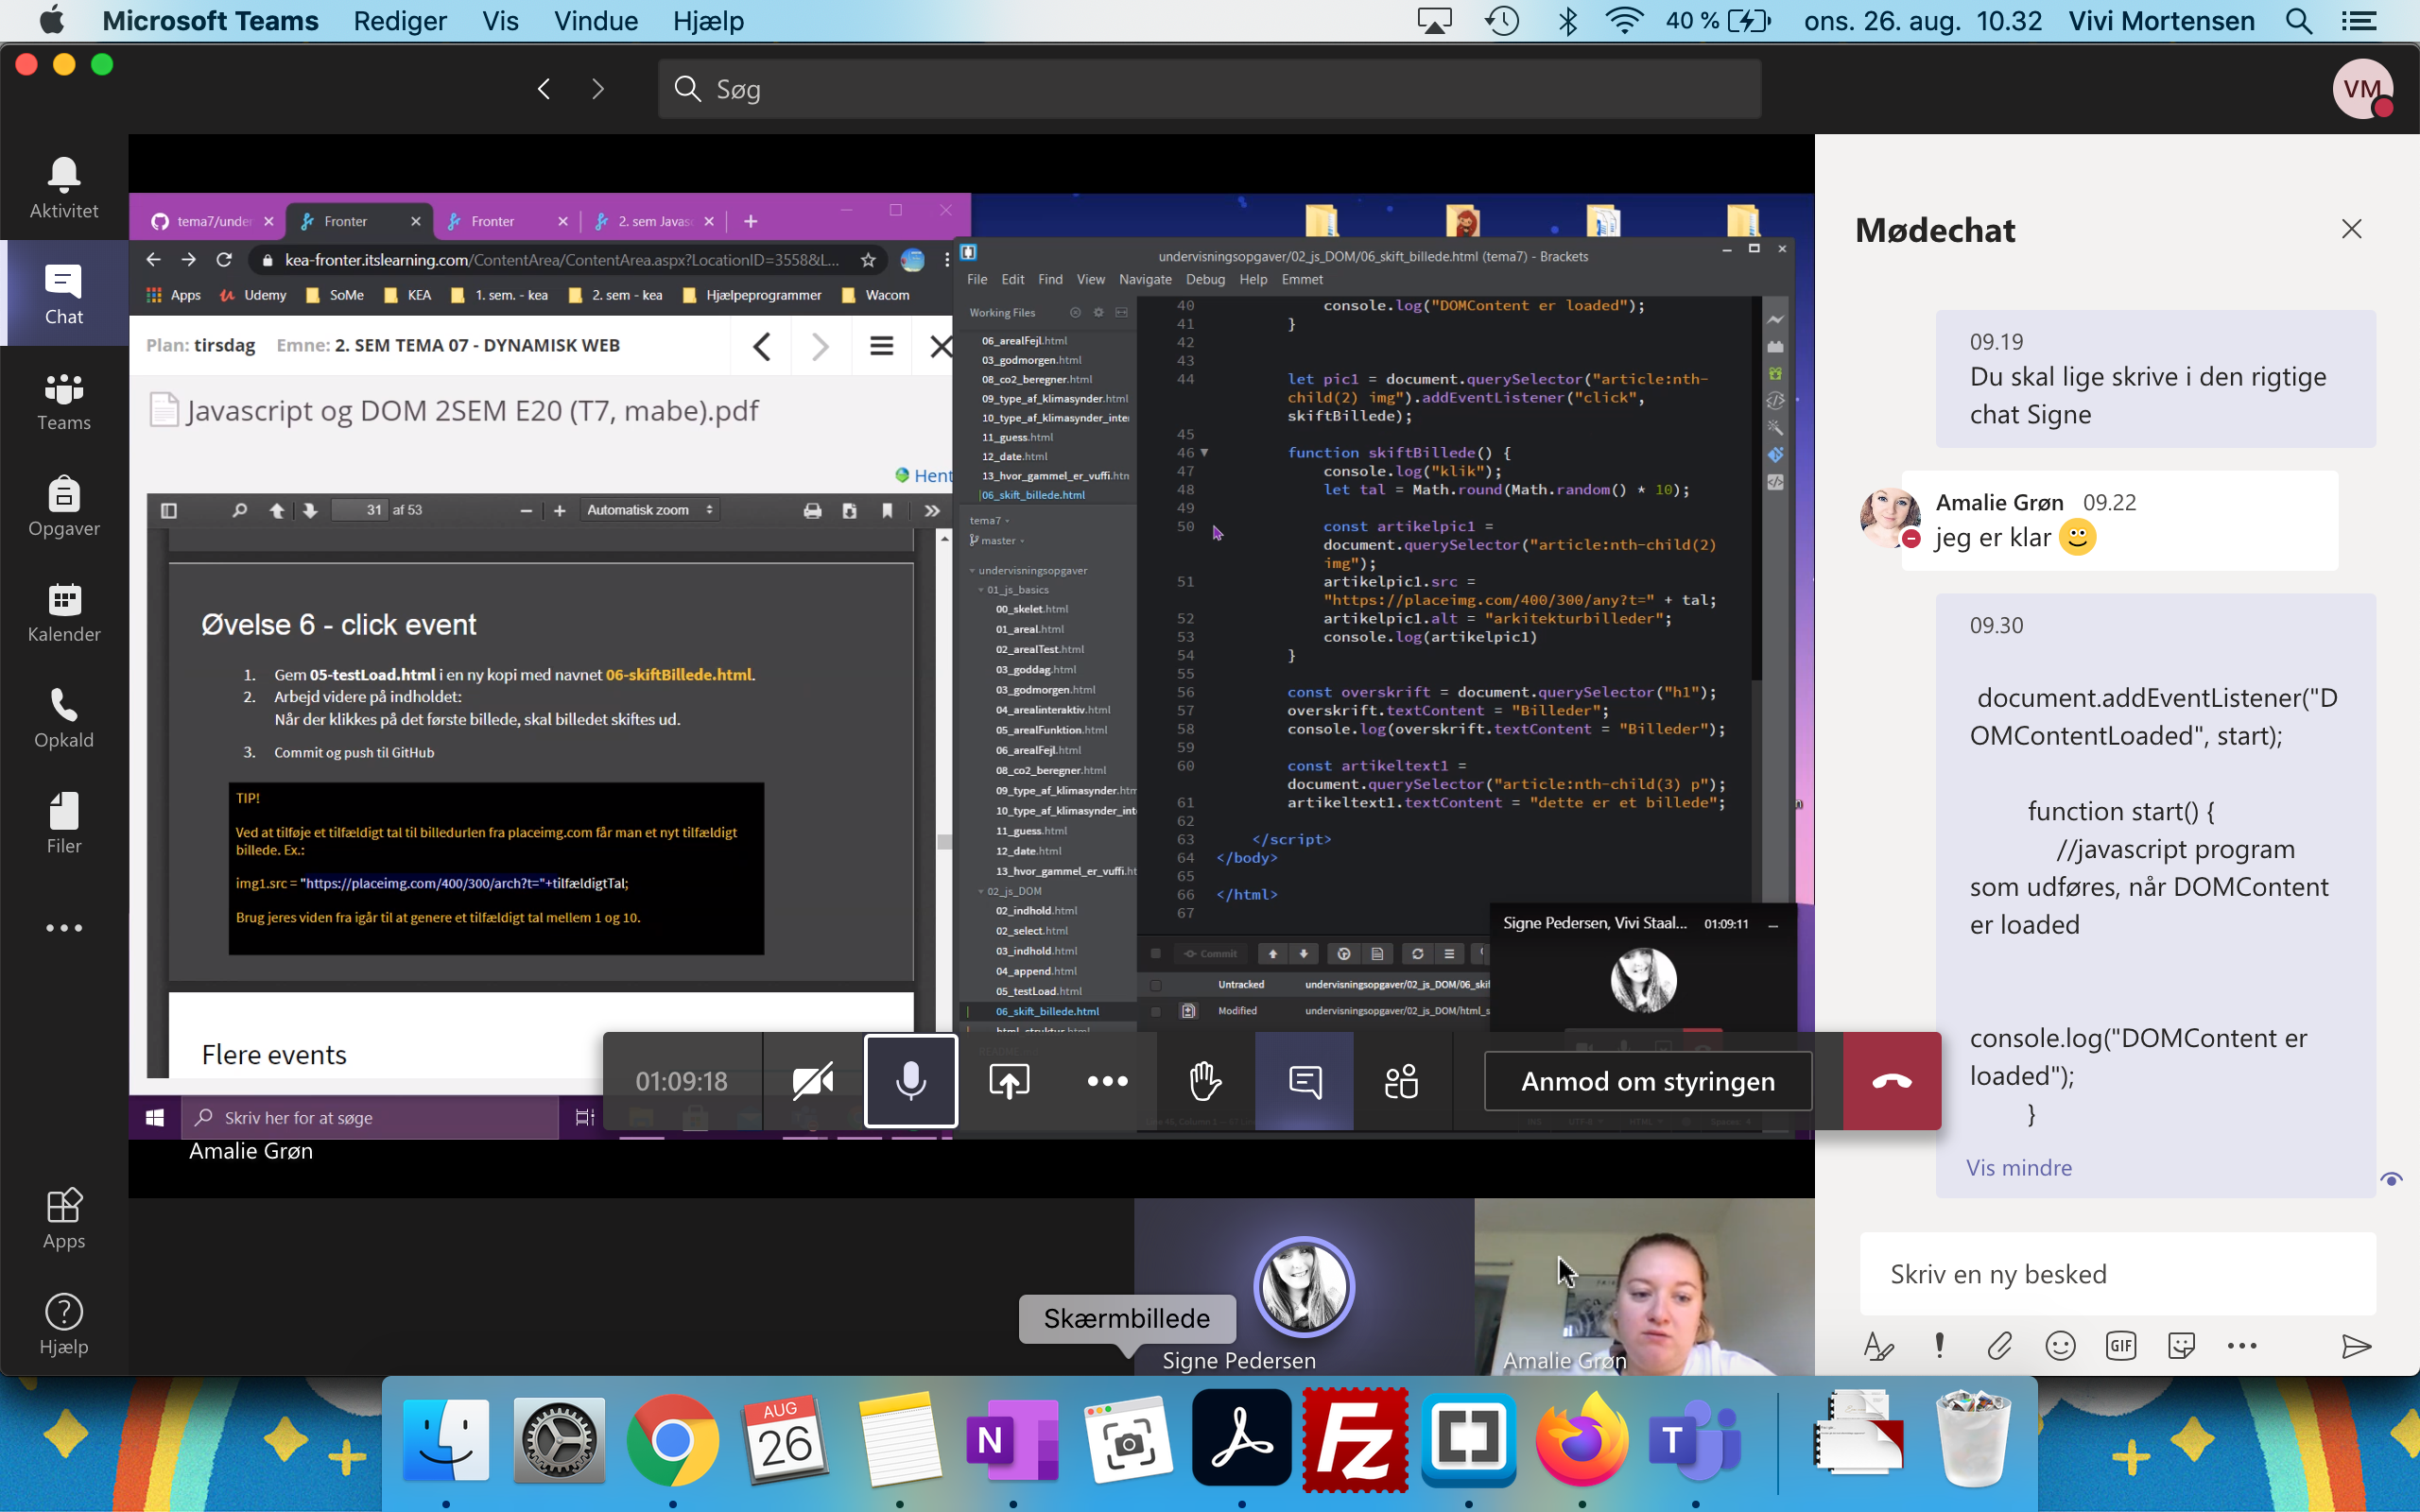 Microsoft Teams Rediger Vis Vindue Hjælp
40 % ons. 26. aug. 10.32 Vivi Mortensen
Søg
VM
Aktivitet
Chat
Teams
Opgaver
Kalender
Opkald
Filer
Apps
Hjælp
tema7/under
Fronter
Fronter
2. sem Javas
kea-fronter.itslearning.com/ContentArea/ContentArea.aspx?LocationID=3558&L...
Apps Udemy SoMe KEA 1. sem. - kea 2. sem - kea Hjælpeprogrammer Wacom
Plan: tirsdag Emne: 2. SEM TEMA 07 - DYNAMISK WEB
Javascript og DOM 2SEM E20 (T7, mabe).pdf
Hent
31 af 53
Automatisk zoom
Øvelse 6 - click event
1. Gem 05-testLoad.html i en ny kopi med navnet 06-skiftBillede.html.
2. Arbejd videre på indholdet:
Når der klikkes på det første billede, skal billedet skiftes ud.
3. Commit og push til GitHub
TIP!
Ved at tilføje et tilfældigt tal til billedurlen fra placeimg.com får man et nyt tilfældigt
billede. Ex.:
img1.src = "https://placeimg.com/400/300/arch?t="+tilfældigtTal;
Brug jeres viden fra igår til at genere et tilfældigt tal mellem 1 og 10.
Flere events
Skriv her for at søge
Amalie Grøn
undervisningsopgaver/02_js_DOM/06_skift_billede.html (tema7) - Brackets
File Edit Find View Navigate Debug Help Emmet
Working Files
06_arealFejl.html
03_godmorgen.html
08_co2_beregner.html
09_type_af_klimasynder.html
10_type_af_klimasynder_inter
11_guess.html
12_date.html
13_hvor_gammel_er_vuffi.htn
06_skift_billede.html
tema7
master
undervisningsopgaver
01_js_basics
00_skelet.html
01_areal.html
02_arealTest.html
03_goddag.html
03_godmorgen.html
04_arealinteraktiv.html
05_arealFunktion.html
06_arealFejl.html
08_co2_beregner.html
09_type_af_klimasynder.htm
10_type_af_klimasynder_int
11_guess.html
12_date.html
13_hvor_gammel_er_vuffi.ht
02_js_DOM
02_indhold.html
02_select.html
03_indhold.html
04_append.html
05_testLoad.html
06_skift_billede.html
40 console.log("DOMContent er loaded");
41 }
42
43
44 let pic1 = document.querySelector("article:nth-
child(2) img").addEventListener("click",
skiftBillede);
45
46 function skiftBillede() {
47 console.log("klik");
48 let tal = Math.round(Math.random() * 10);
49
50 const artikelpic1 =
document.querySelector("article:nth-child(2)
img");
51 artikelpic1.src =
"https://placeimg.com/400/300/any?t=" + tal;
52 artikelpic1.alt = "arkitekturbilleder";
53 console.log(artikelpic1)
54 }
55
56 const overskrift = document.querySelector("h1");
57 overskrift.textContent = "Billeder";
58 console.log(overskrift.textContent = "Billeder");
59
60 const artikeltext1 =
document.querySelector("article:nth-child(3) p");
61 artikeltext1.textContent = "dette er et billede";
62
63 </script>
64 </body>
65
66 </html>
67
Commit
Untracked undervisningsopgaver/02_js_DOM/06_skif
Modified undervisningsopgaver/02_js_DOM/html_s
Signe Pedersen, Vivi Staal... 01:09:11
01:09:18
Anmod om styringen
Skærmbillede
Signe Pedersen
Amalie Grøn
Mødechat
09.19
Du skal lige skrive i den rigtige
chat Signe
Amalie Grøn 09.22
jeg er klar
09.30
document.addEventListener("D
OMContentLoaded", start);
function start() {
//javascript program
som udføres, når DOMContent
er loaded
console.log("DOMContent er
loaded");
}
Vis mindre
Skriv en ny besked
GIF
AUG
26
N
Fz
T